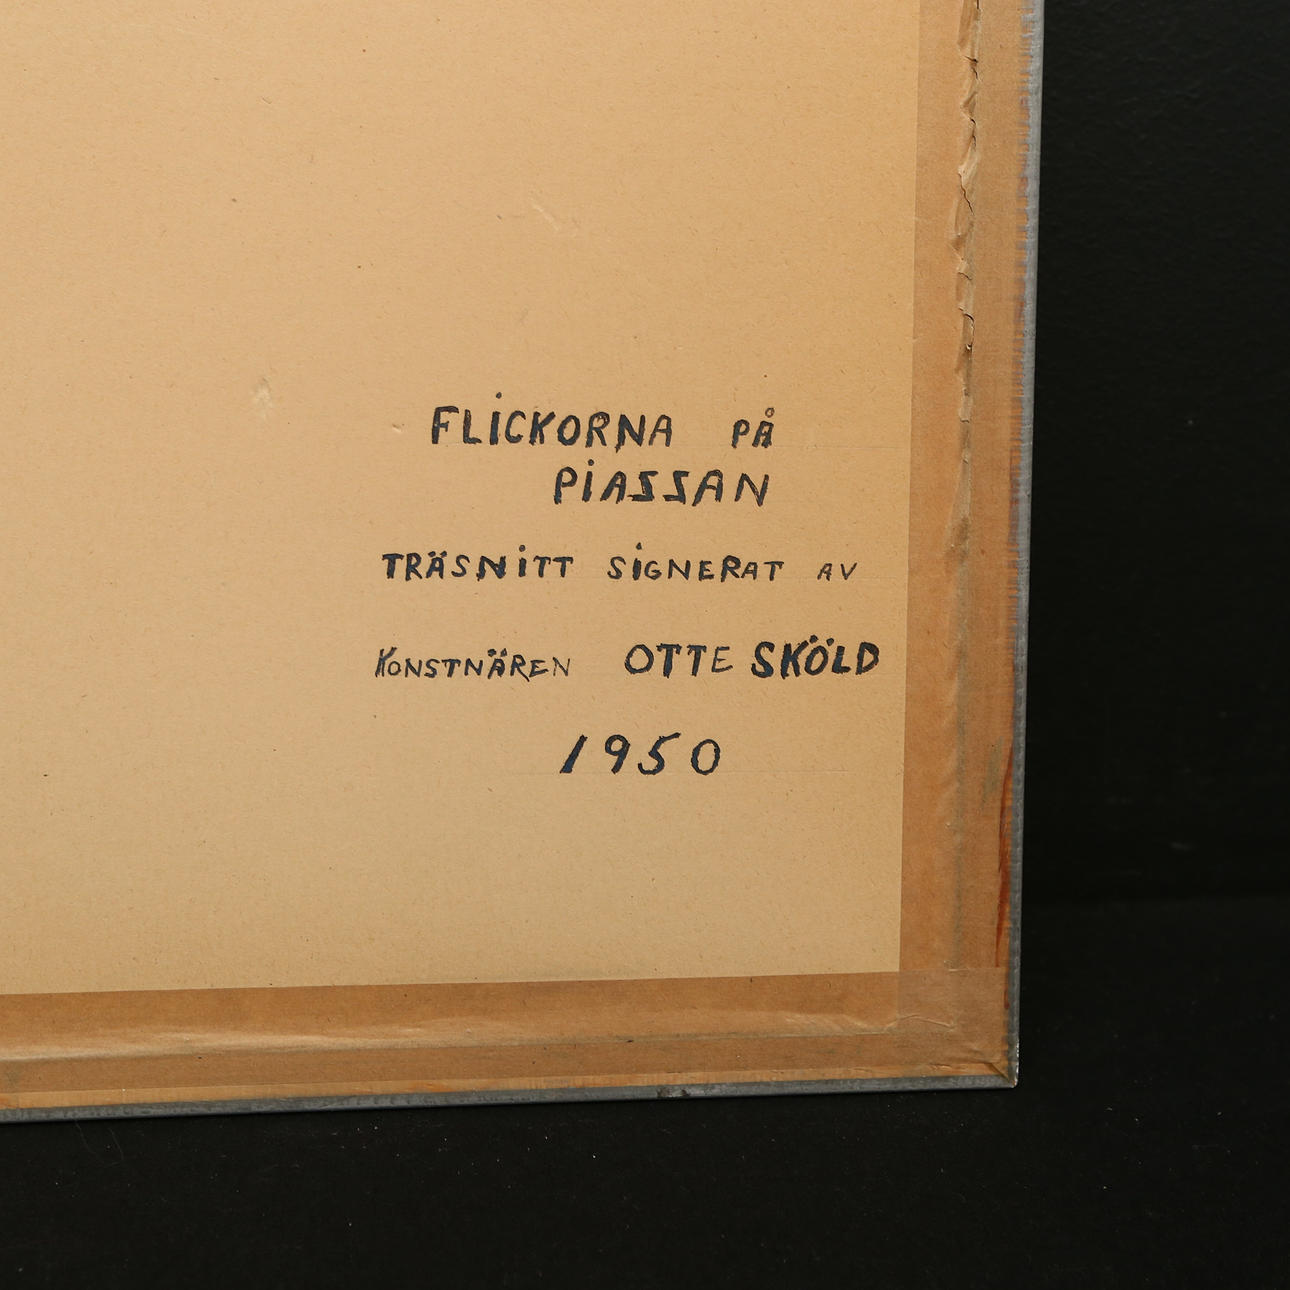 FLICKORNA PÅ
PIASSAN
TRÄSNITT SIGNERAT AV
KONSTNÄREN OTTE SKÖLD
1950